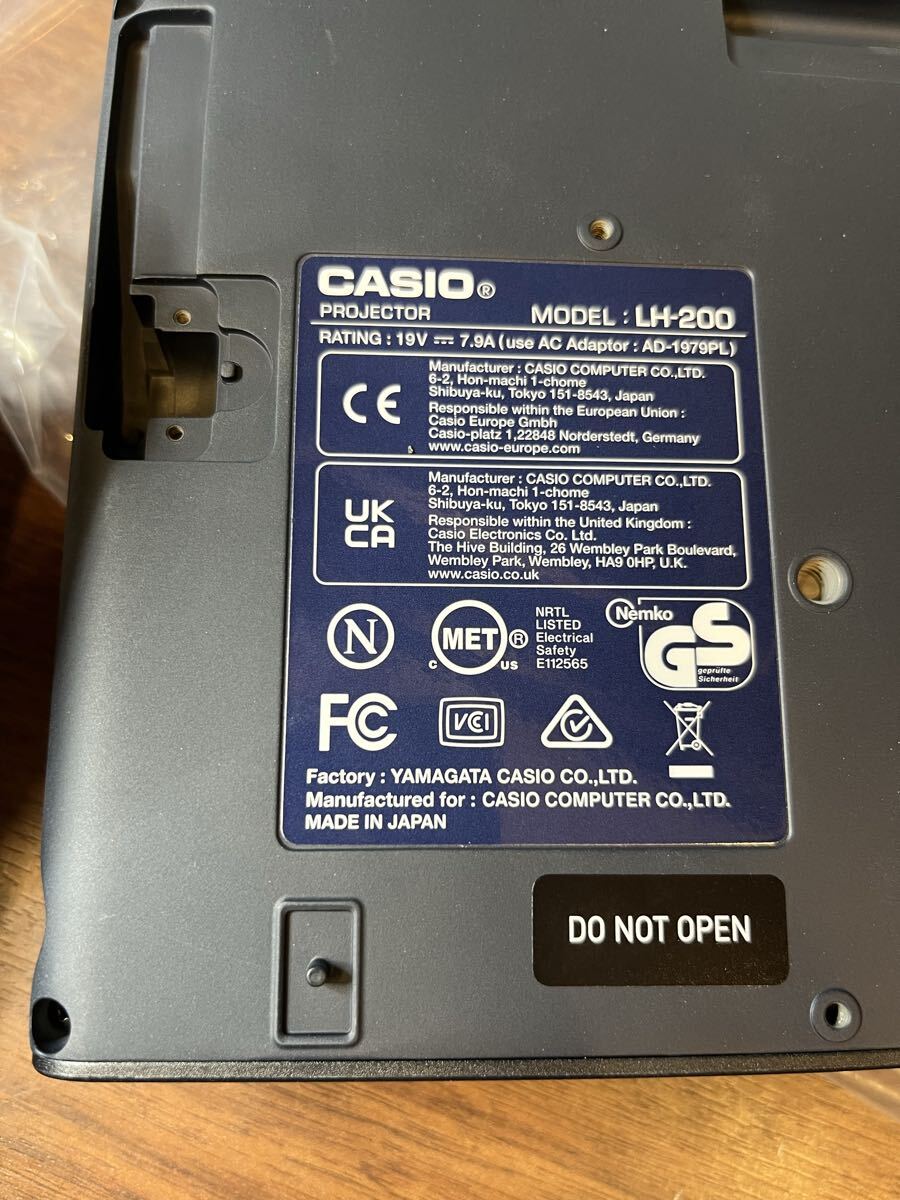 CASIO®
PROJECTOR MODEL : LH-200
RATING : 19V ⎓ 7.9A (use AC Adaptor : AD-1979PL)
CE
Manufacturer : CASIO COMPUTER CO.,LTD.
6-2, Hon-machi 1-chome
Shibuya-ku, Tokyo 151-8543, Japan
Responsible within the European Union :
Casio Europe Gmbh
Casio-platz 1,22848 Norderstedt, Germany
www.casio-europe.com
UK
CA
Manufacturer : CASIO COMPUTER CO.,LTD.
6-2, Hon-machi 1-chome
Shibuya-ku, Tokyo 151-8543, Japan
Responsible within the United Kingdom :
Casio Electronics Co. Ltd.
The Hive Building, 26 Wembley Park Boulevard,
Wembley Park, Wembley, HA9 0HP, U.K.
www.casio.co.uk
N
C MET® US
NRTL
LISTED
Electrical
Safety
E112565
Nemko
GS
geprüfte
Sicherheit
FC
VCCI
Factory : YAMAGATA CASIO CO.,LTD.
Manufactured for : CASIO COMPUTER CO.,LTD.
MADE IN JAPAN
DO NOT OPEN